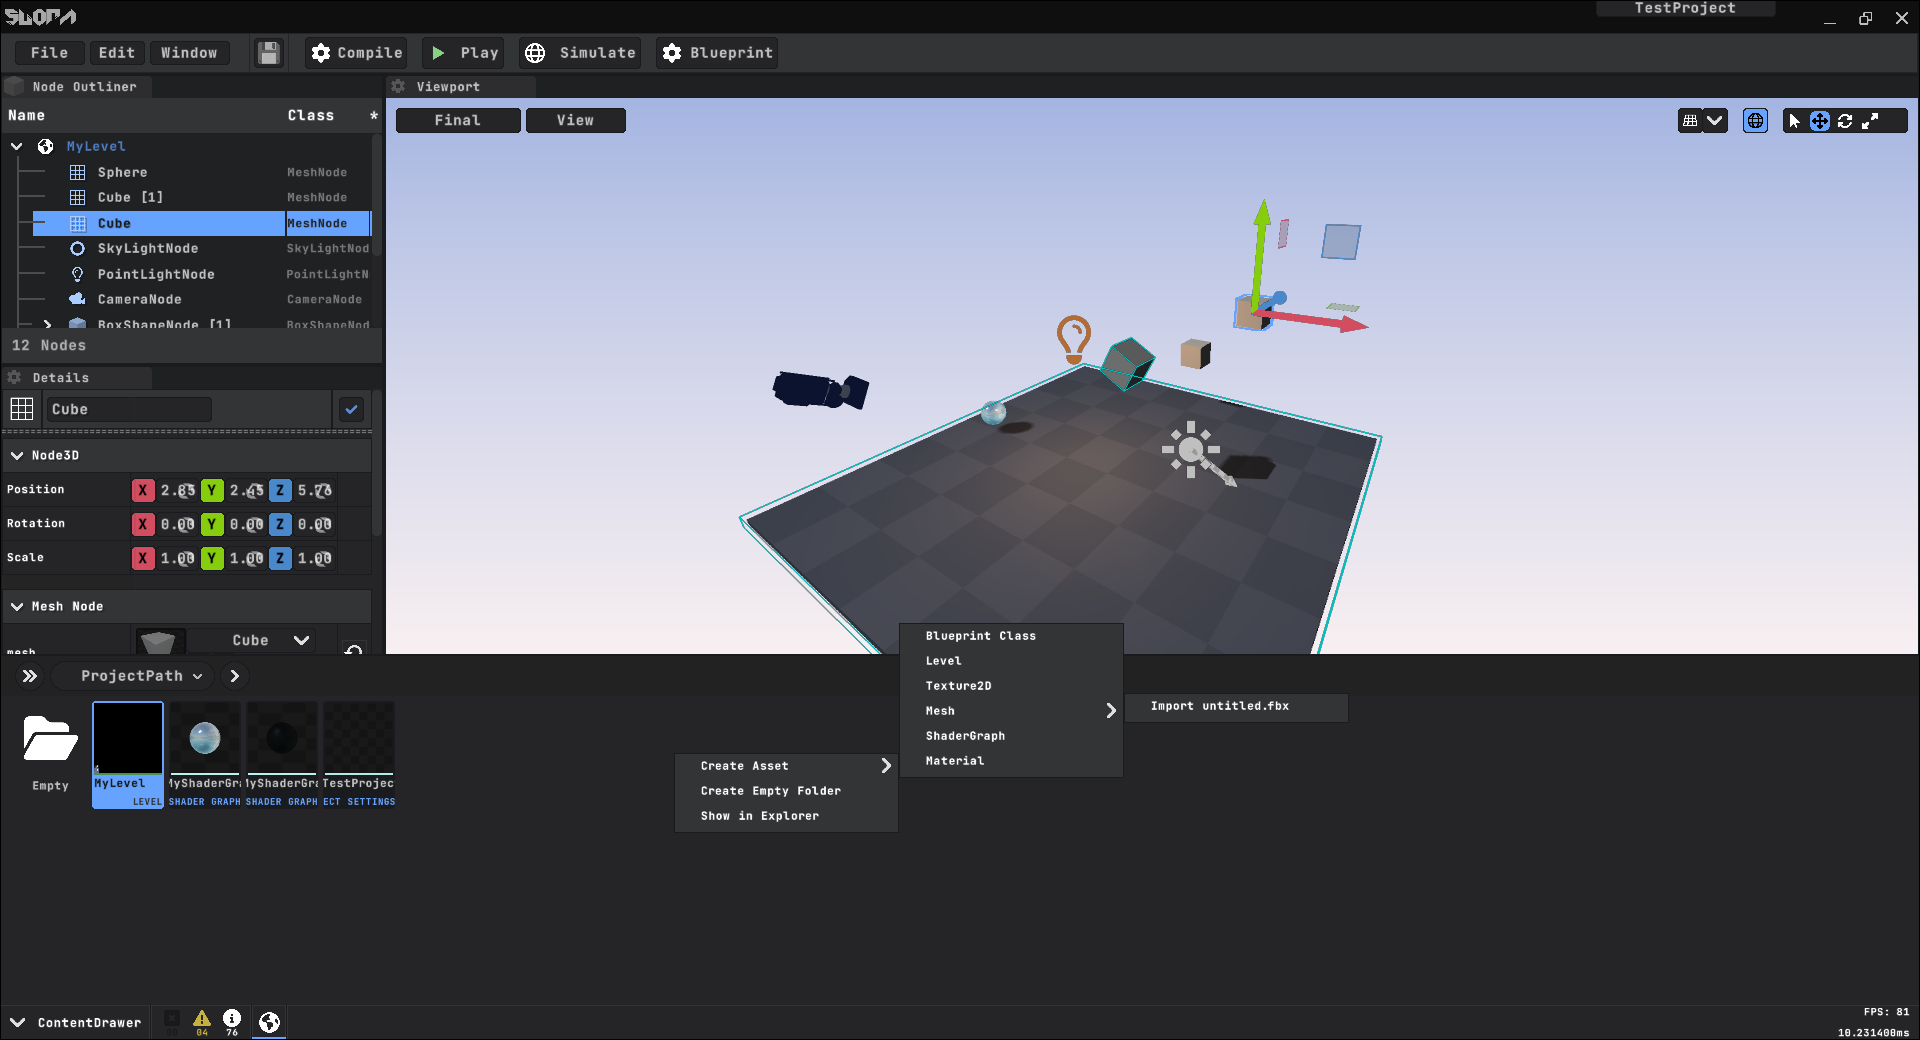 SLOPA
TestProject
File Edit Window Compile Play Simulate Blueprint
Node Outliner
Viewport
Name Class *
Final View
MyLevel
Sphere MeshNode
Cube [1] MeshNode
Cube MeshNode
SkyLightNode SkyLightNod
PointLightNode PointLightN
CameraNode CameraNode
BoxShapeNode [1] BoxShapeNod
12 Nodes
Details
Cube
Node3D
Position X 2.85 Y 2.45 Z 5.76
Rotation X 0.00 Y 0.00 Z 0.00
Scale X 1.00 Y 1.00 Z 1.00
Mesh Node
mesh Cube
ProjectPath
Empty
MyLevel
LEVEL
MyShaderGra
SHADER GRAPH
MyShaderGra
SHADER GRAPH
TestProjec
ECT SETTINGS
Create Asset
Create Empty Folder
Show in Explorer
Blueprint Class
Level
Texture2D
Mesh
ShaderGraph
Material
Import untitled.fbx
ContentDrawer
04
76
FPS: 81
10.231400ms